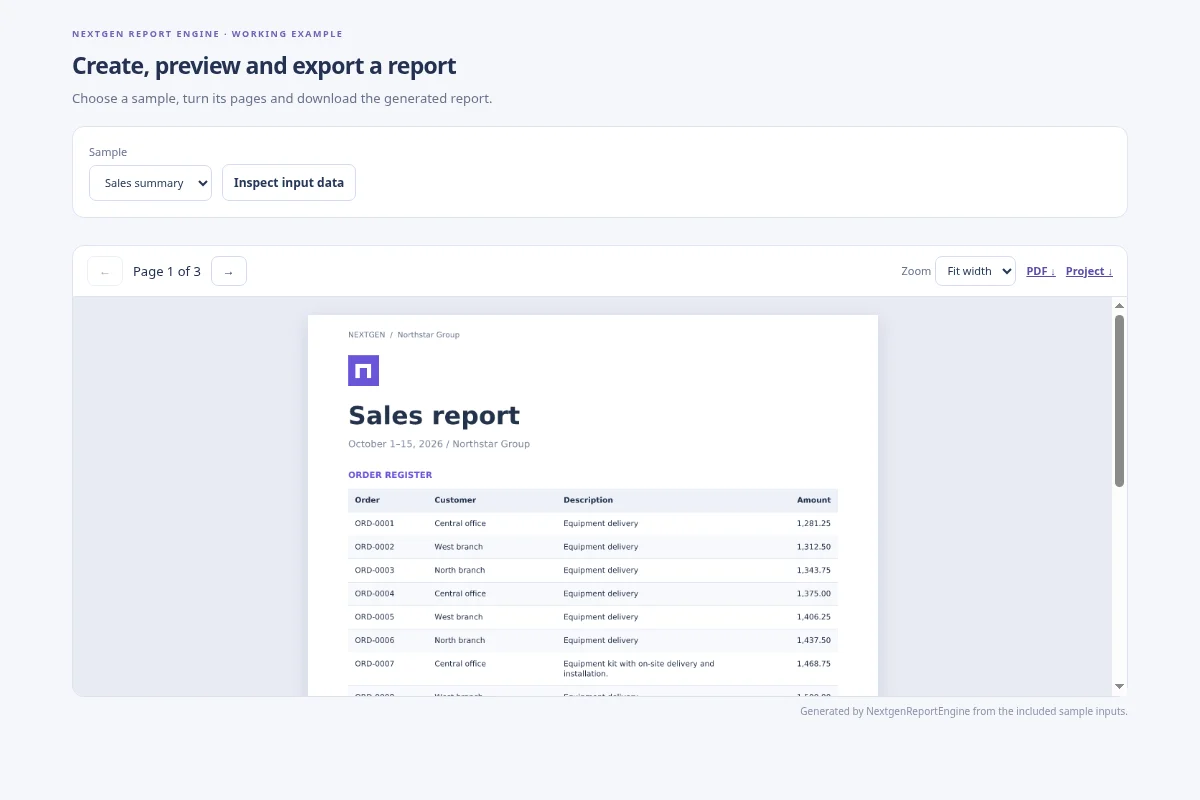 NEXTGEN REPORT ENGINE · WORKING EXAMPLE
Create, preview and export a report
Choose a sample, turn its pages and download the generated report.
Sample
Sales summary
Inspect input data
← Page 1 of 3 → Zoom Fit width PDF ↓ Project ↓
NEXTGEN / Northstar Group
Sales report
October 1–15, 2026 / Northstar Group
ORDER REGISTER
Order Customer Description Amount
ORD-0001 Central office Equipment delivery 1,281.25
ORD-0002 West branch Equipment delivery 1,312.50
ORD-0003 North branch Equipment delivery 1,343.75
ORD-0004 Central office Equipment delivery 1,375.00
ORD-0005 West branch Equipment delivery 1,406.25
ORD-0006 North branch Equipment delivery 1,437.50
ORD-0007 Central office Equipment kit with on-site delivery and 1,468.75
installation.
Generated by NextgenReportEngine from the included sample inputs.